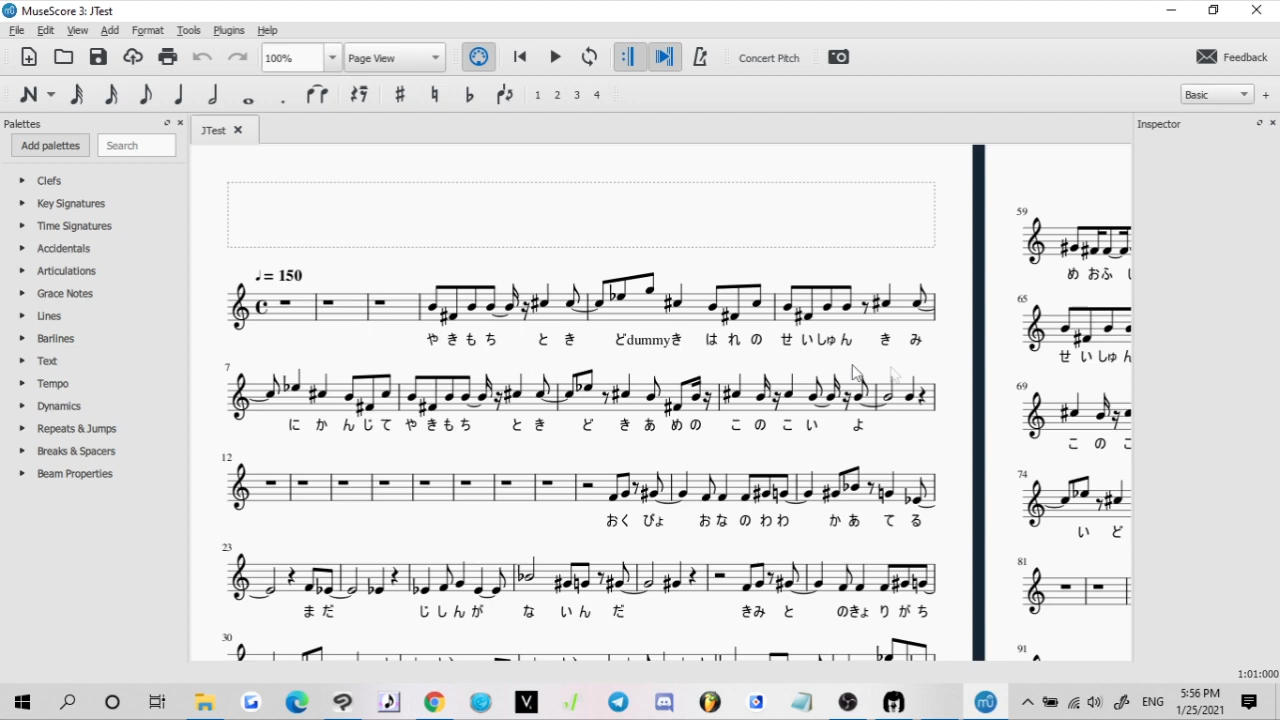 MuseScore 3: JTest
File Edit View Add Format Tools Plugins Help
100% Page View Concert Pitch Feedback
1 2 3 4 Basic +
Palettes
Add palettes Search
Clefs
Key Signatures
Time Signatures
Accidentals
Articulations
Grace Notes
Lines
Barlines
Text
Tempo
Dynamics
Repeats & Jumps
Breaks & Spacers
Beam Properties
JTest
= 150
や き も ち と き どdummyき は れ の せ い しゅ ん き み
7
に か ん じ て や き も ち と き ど き あ め の こ の こ い よ
12
お く びょ お な の わ わ か あ て る
23
ま だ じ し ん が な い ん だ き み と の きょ り が ち
30
59
め お ふ し
65
せ い しゅ ん
69
こ の こ
74
い ど
81
91
Inspector
1:01:000
ENG
5:56 PM
1/25/2021